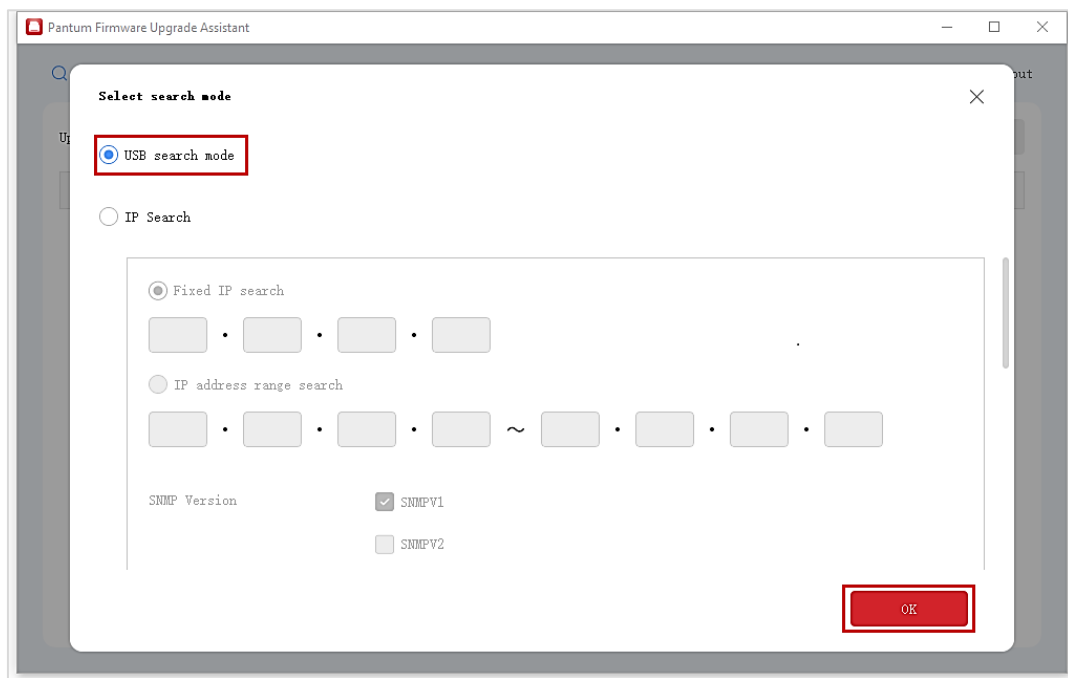 Pantum Firmware Upgrade Assistant
Select search mode
USB search mode
IP Search
Fixed IP search
IP address range search
~
SNMP Version
SNMPV1
SNMPV2
OK